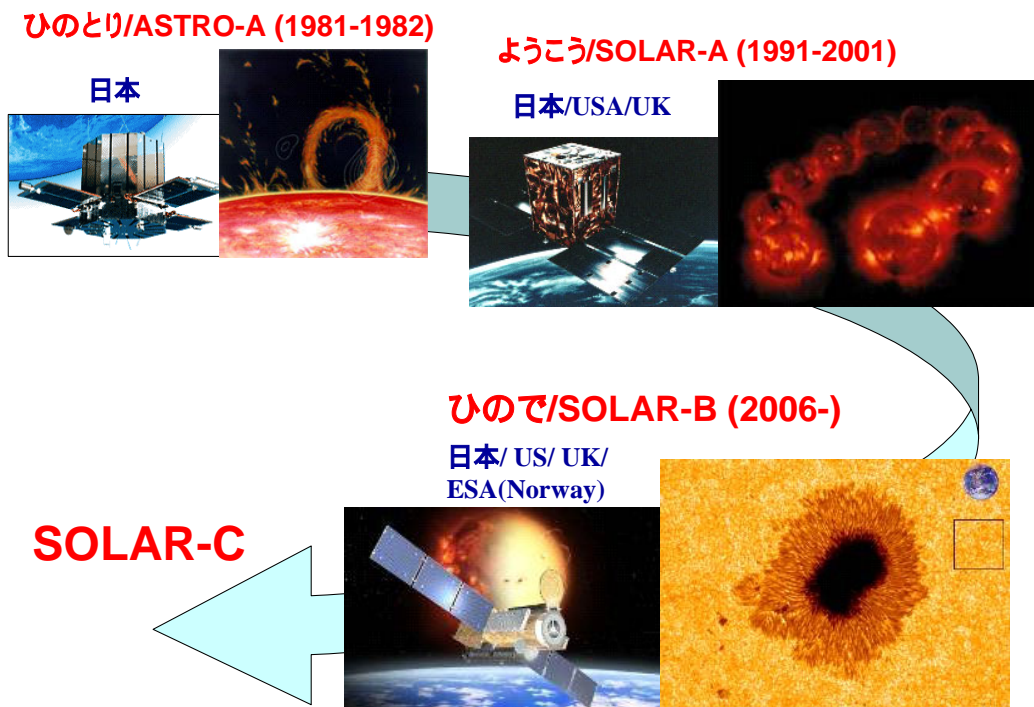 ひのとり/ASTRO-A (1981-1982)
日本
ようこう/SOLAR-A (1991-2001)
日本/USA/UK
ひので/SOLAR-B (2006-)
日本/ US/ UK/
ESA(Norway)
SOLAR-C